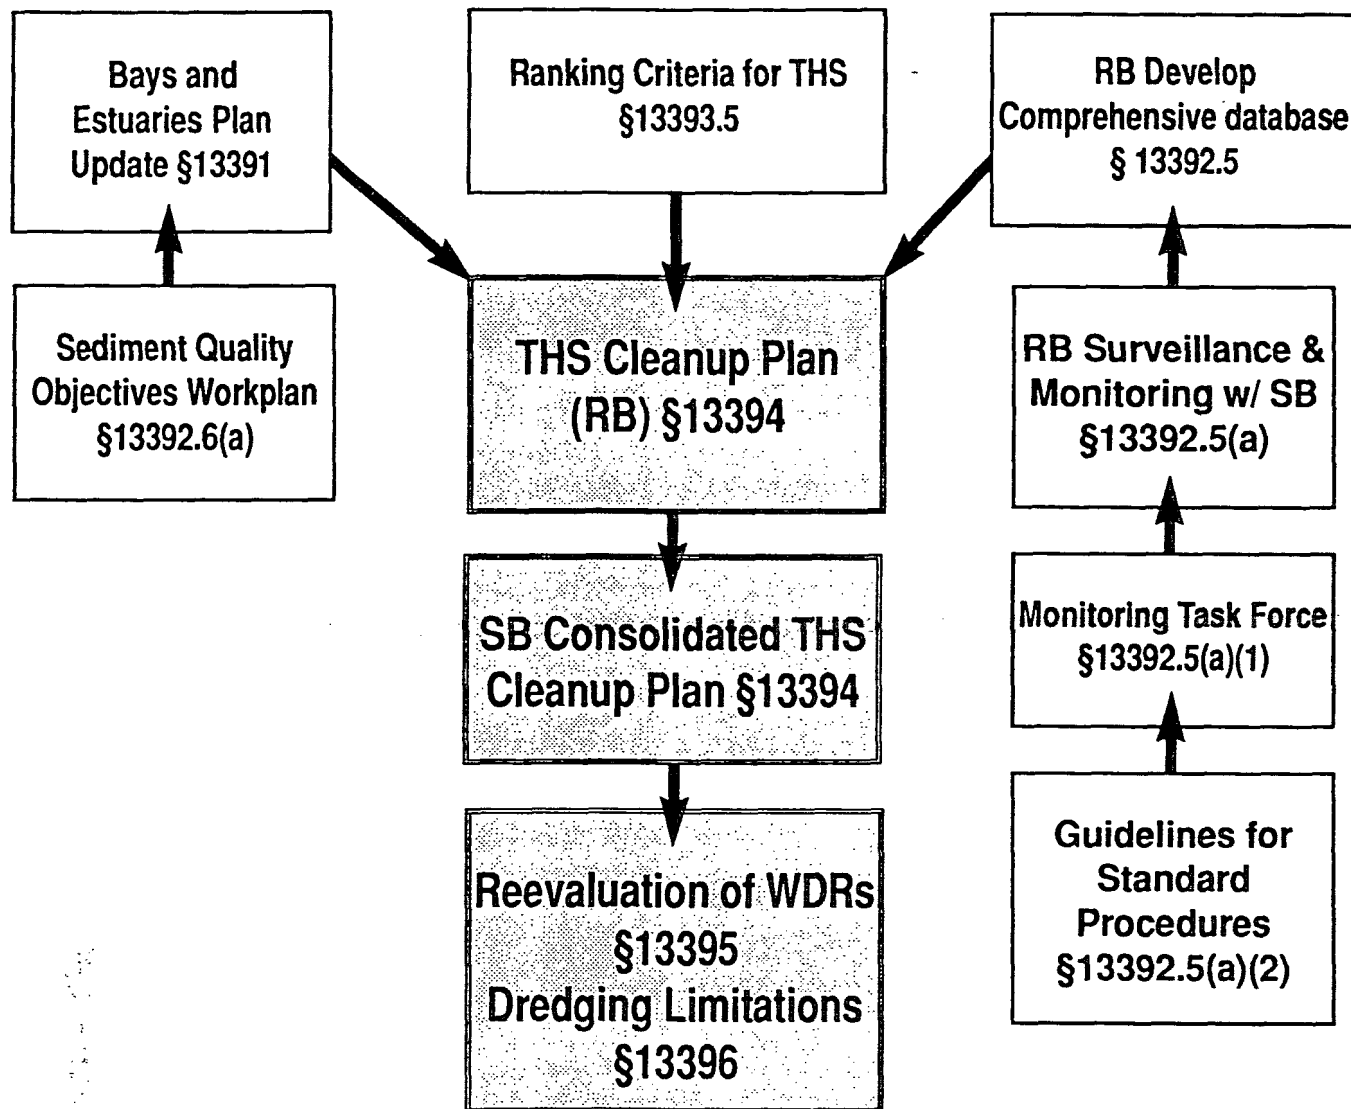 Bays and
Estuaries Plan
Update §13391
Ranking Criteria for THS
§13393.5
RB Develop
Comprehensive database
§ 13392.5
Sediment Quality
Objectives Workplan
§13392.6(a)
THS Cleanup Plan
(RB) §13394
RB Surveillance &
Monitoring w/ SB
§13392.5(a)
SB Consolidated THS
Cleanup Plan §13394
Monitoring Task Force
§13392.5(a)(1)
Reevaluation of WDRs
§13395
Dredging Limitations
§13396
Guidelines for
Standard
Procedures
§13392.5(a)(2)